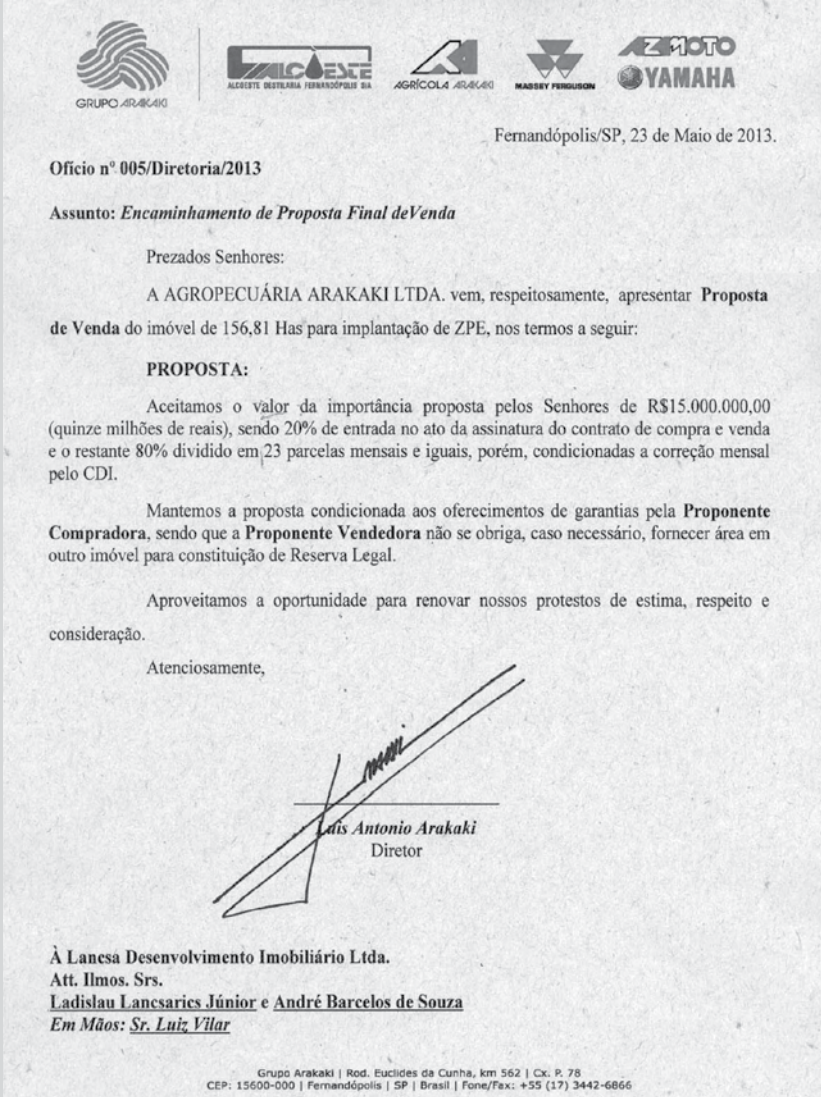 GRUPO ARAKAKI
ALCOESTE
ALCOESTE DESTILARIA FERNANDÓPOLIS S/A
AGRÍCOLA ARAKAKI
MASSEY FERGUSON
AZ MOTO
YAMAHA
Fernandópolis/SP, 23 de Maio de 2013.
Ofício nº 005/Diretoria/2013
Assunto: Encaminhamento de Proposta Final deVenda
Prezados Senhores:
A AGROPECUÁRIA ARAKAKI LTDA. vem, respeitosamente, apresentar Proposta
de Venda do imóvel de 156,81 Has para implantação de ZPE, nos termos a seguir:
PROPOSTA:
Aceitamos o valor da importância proposta pelos Senhores de R$15.000.000,00
(quinze milhões de reais), sendo 20% de entrada no ato da assinatura do contrato de compra e venda
e o restante 80% dividido em 23 parcelas mensais e iguais, porém, condicionadas a correção mensal
pelo CDI.
Mantemos a proposta condicionada aos oferecimentos de garantias pela Proponente
Compradora, sendo que a Proponente Vendedora não se obriga, caso necessário, fornecer área em
outro imóvel para constituição de Reserva Legal.
Aproveitamos a oportunidade para renovar nossos protestos de estima, respeito e
consideração.
Atenciosamente,
Luis Antonio Arakaki
Diretor
À Lancsa Desenvolvimento Imobiliário Ltda.
Att. Ilmos. Srs.
Ladislau Lancsarics Júnior e André Barcelos de Souza
Em Mãos: Sr. Luiz Vilar
Grupo Arakaki | Rod. Euclides da Cunha, km 562 | Cx. P. 78
CEP: 15600-000 | Fernandópolis | SP | Brasil | Fone/Fax: +55 (17) 3442-6866